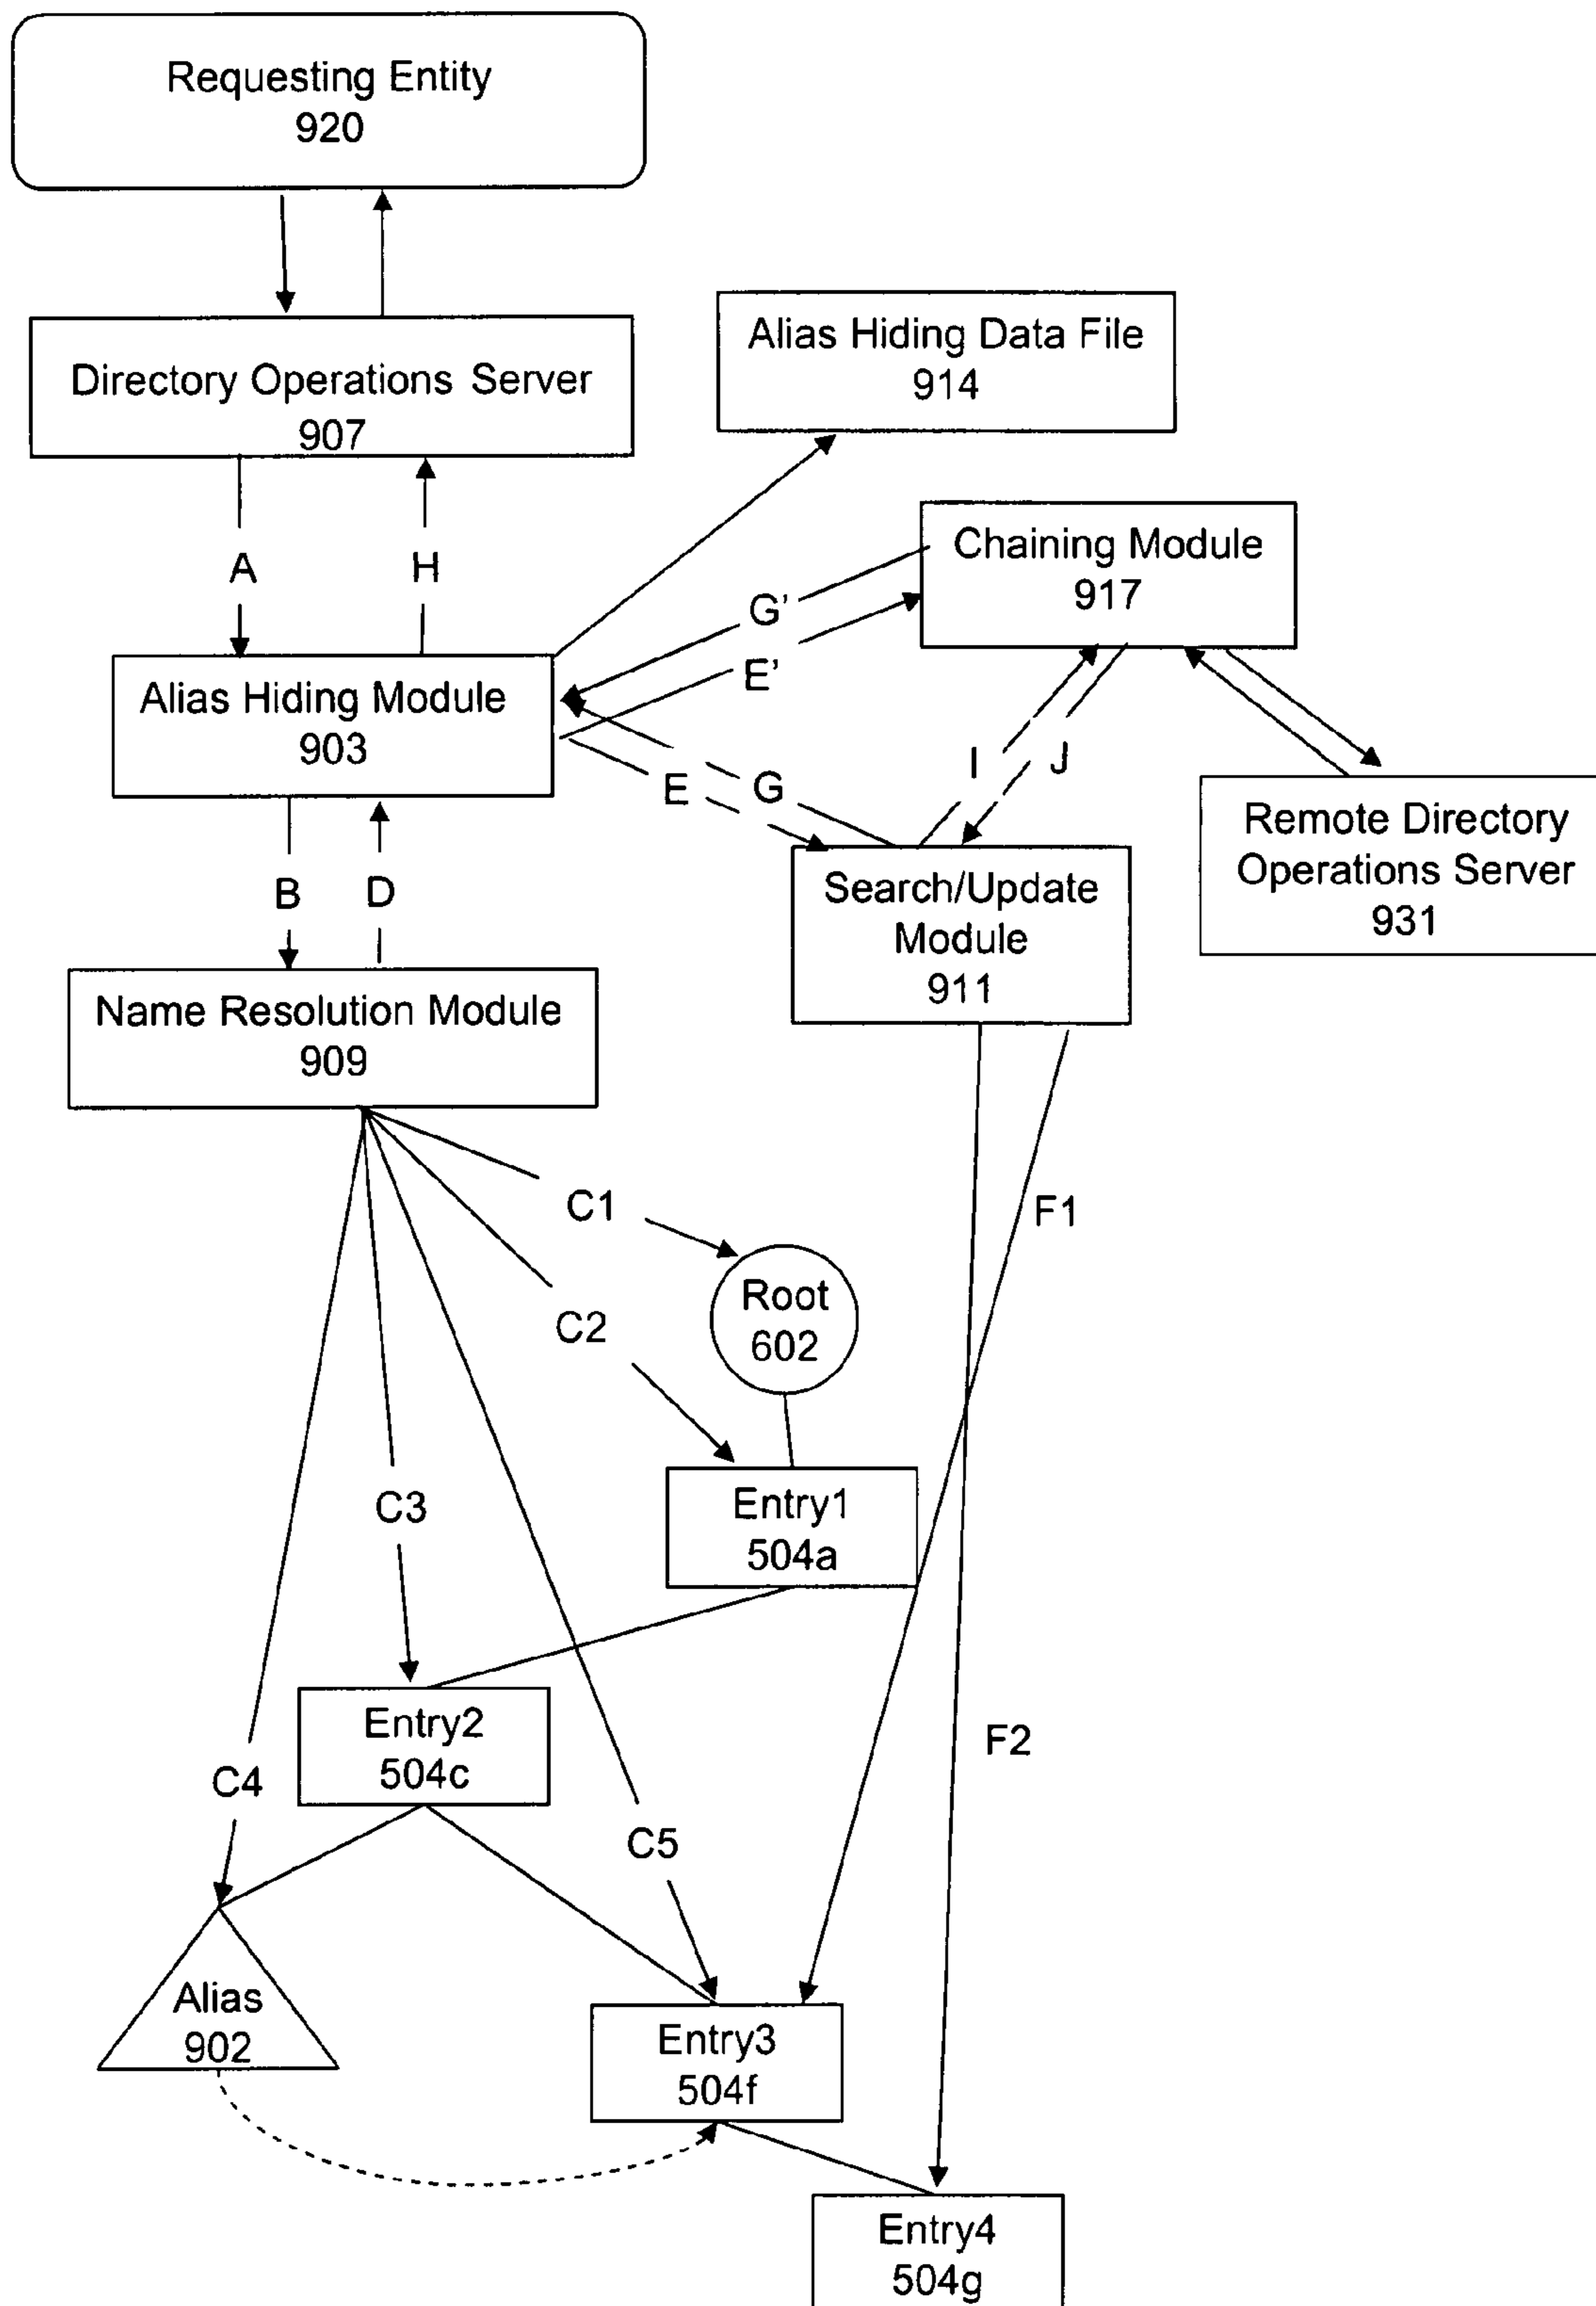 Requesting Entity
920
Directory Operations Server
907
Alias Hiding Data File
914
A
H
Chaining Module
917
G’
E’
Alias Hiding Module
903
I
J
E
G
Remote Directory
Operations Server
931
B
D
Search/Update
Module
911
Name Resolution Module
909
C1
F1
Root
602
C2
C3
Entry1
504a
Entry2
504c
F2
C4
C5
Alias
902
Entry3
504f
Entry4
504g